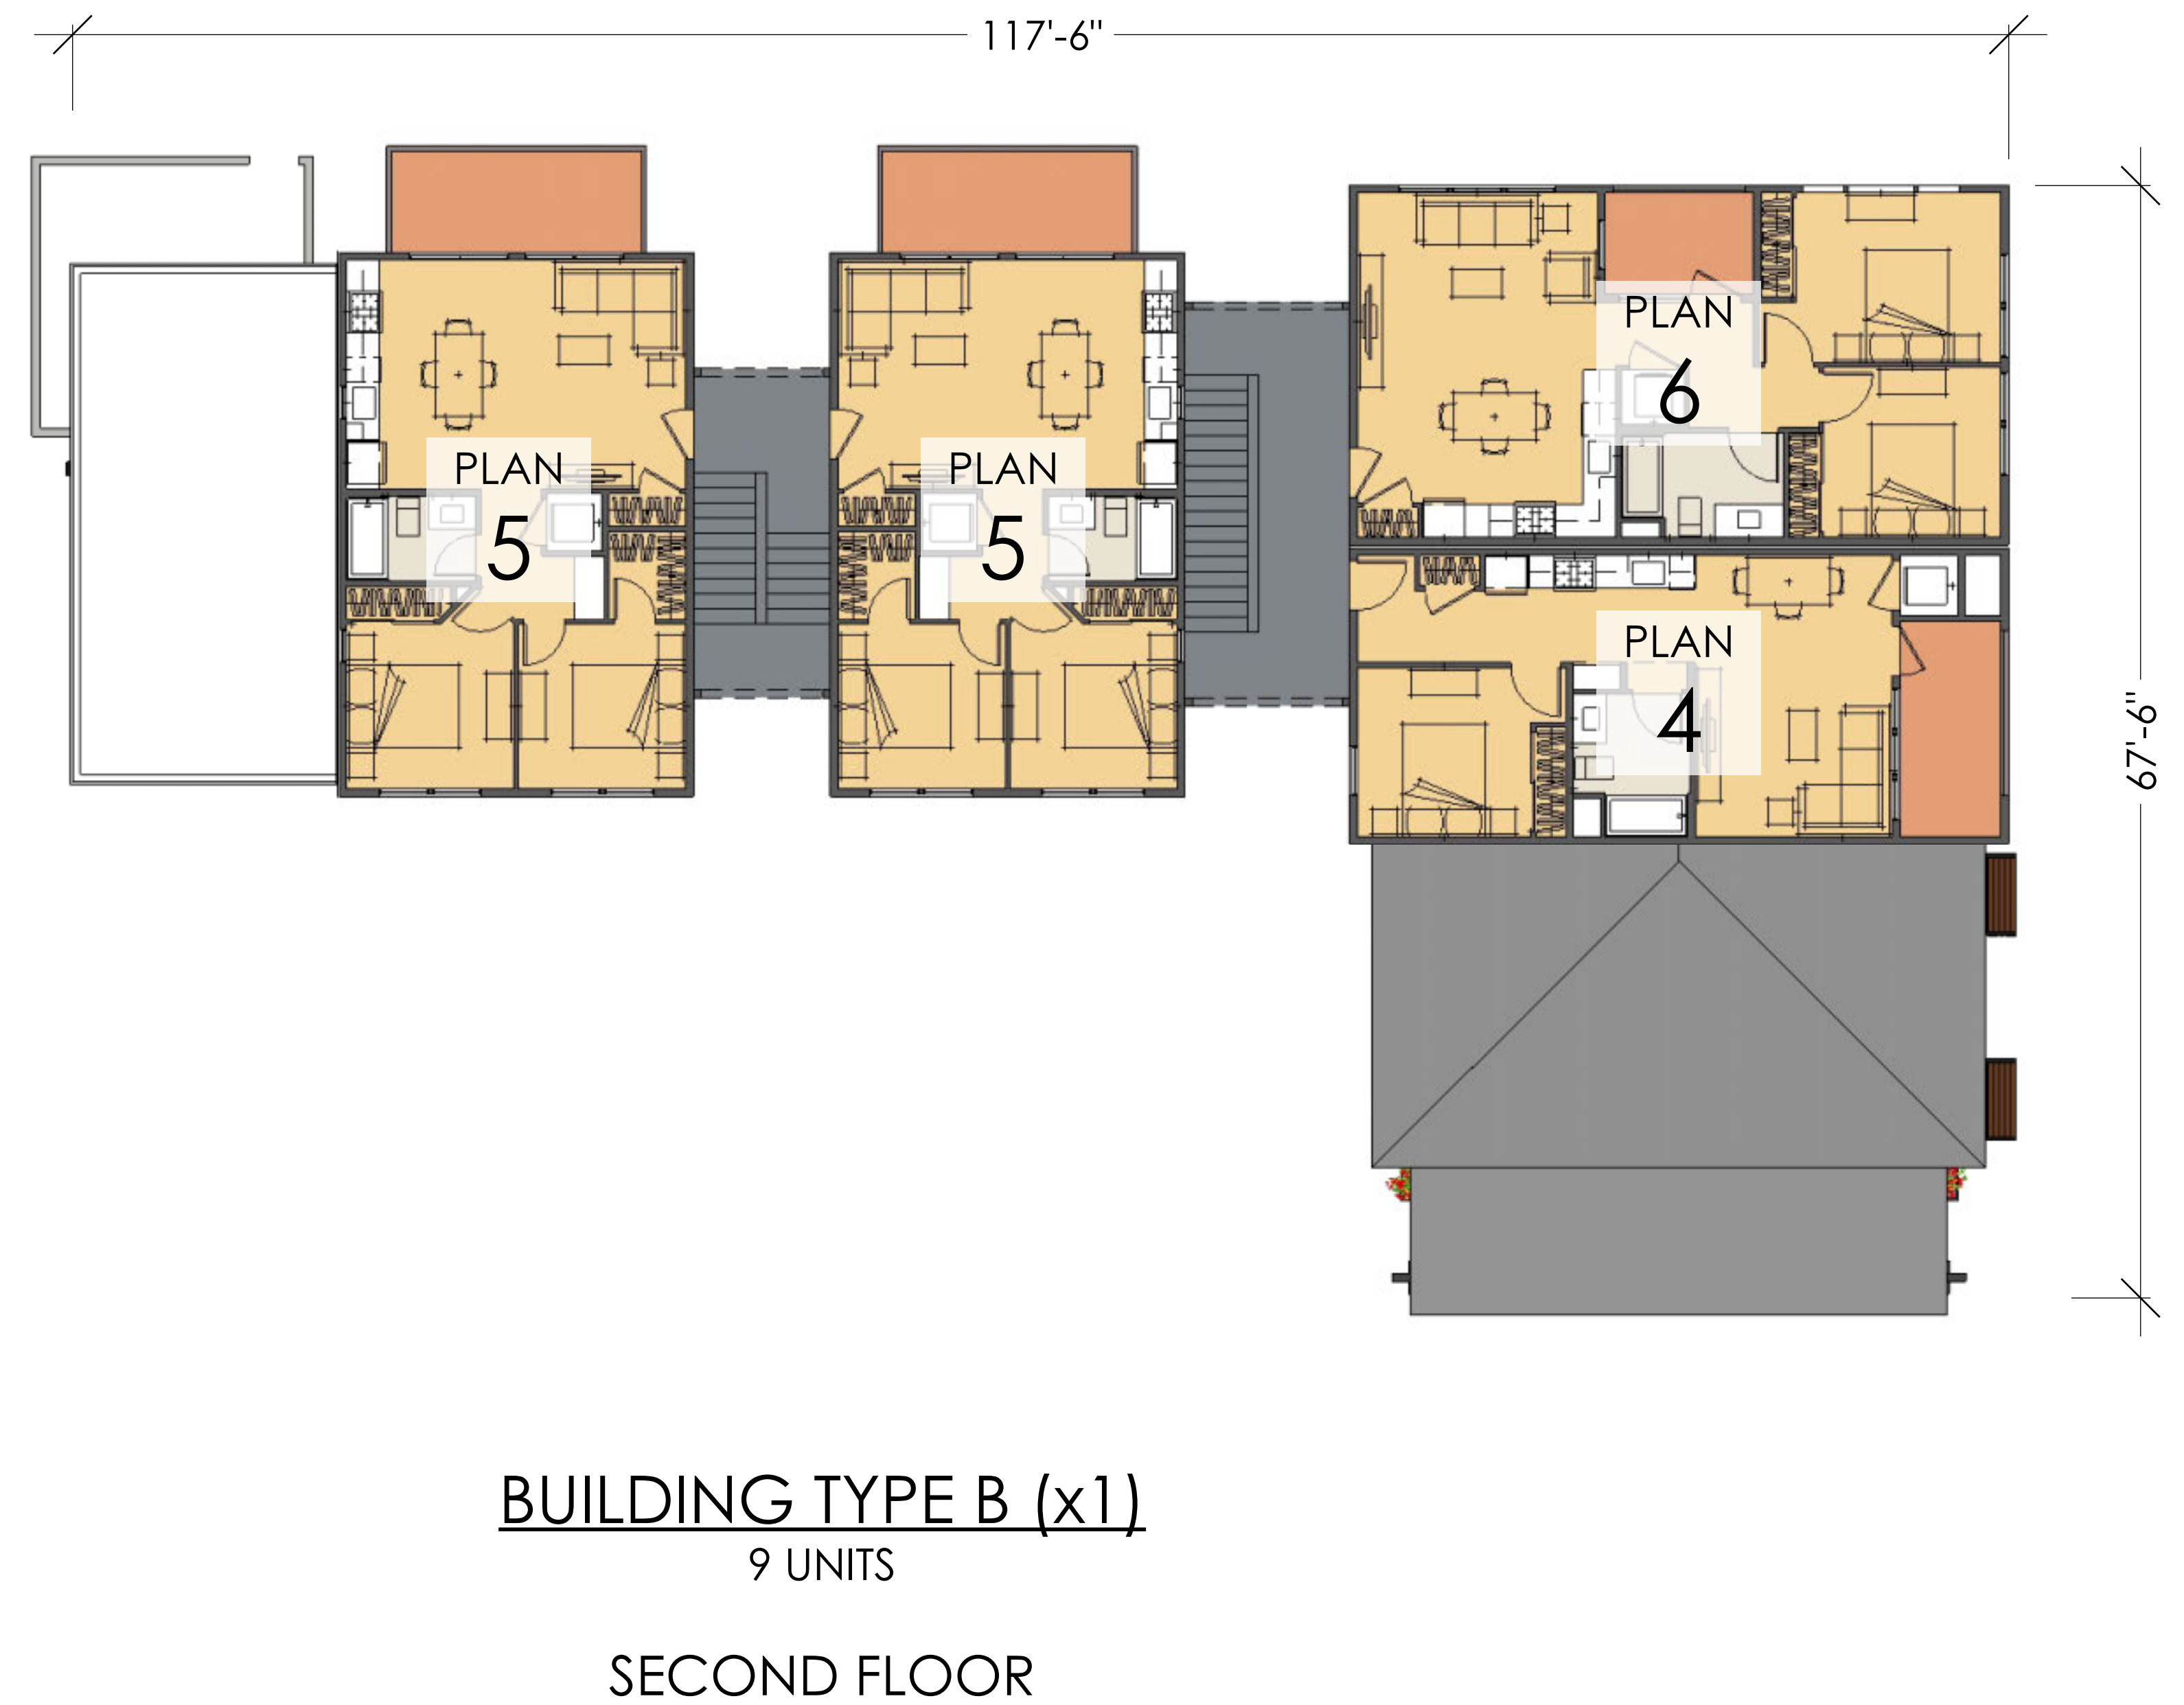 117'-6"
PLAN
6
PLAN
5
PLAN
5
PLAN
4
67'-6"
BUILDING TYPE B (x1)
9 UNITS
SECOND FLOOR